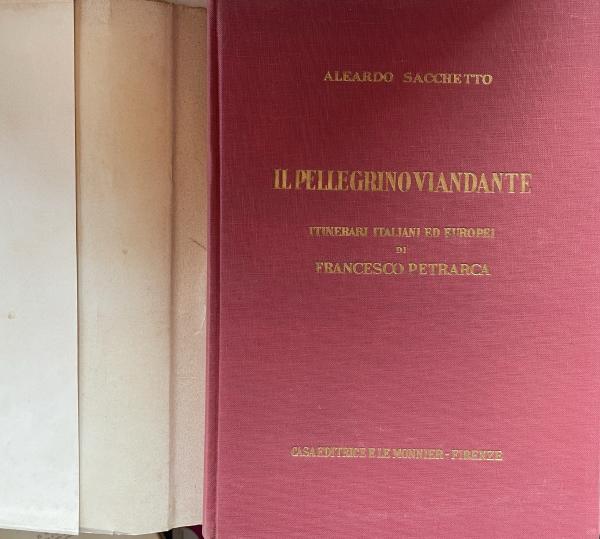 ALEARDO SACCHETTO
IL PELLEGRINO VIANDANTE
ITINERARI ITALIANI ED EUROPEI
DI
FRANCESCO PETRARCA
CASA EDITRICE F. LE MONNIER - FIRENZE